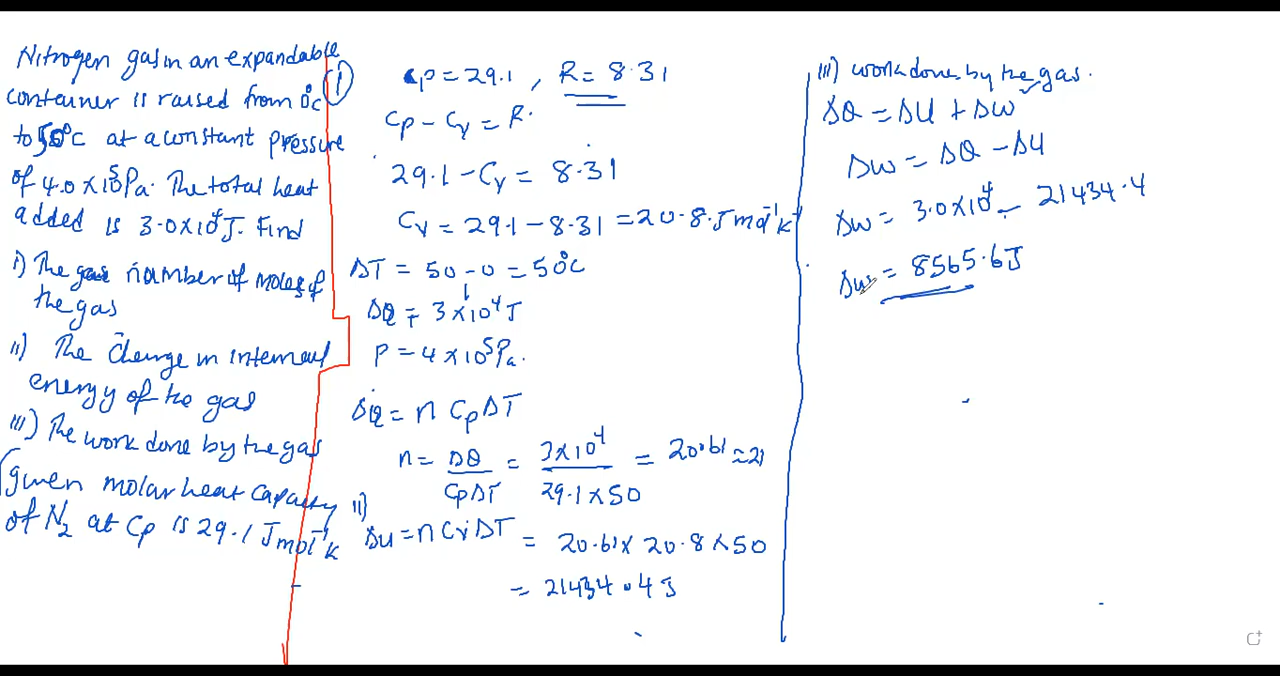 Nitrogen gas in an expandable
container is raised from 0°C
to 50°C at a constant pressure
of 4.0×10⁵Pa. The total heat
added is 3.0×10⁴J. Find
i) The number of moles of
the gas
ii) The Change in internal
energy of the gas
iii) The work done by the gas
(given molar heat capacity
of N₂ at Cp is 29.1 Jmol⁻¹K
(i)
Cp = 29.1 , R = 8.31
Cp - Cv = R.
29.1 - Cv = 8.31
Cv = 29.1 - 8.31 = 20.8 Jmol⁻¹K⁻¹
ΔT = 50 - 0 = 50°C
ΔQ = 3×10⁴J
P = 4×10⁵Pa.
ΔQ = n CpΔT
n = ΔQ/CpΔT = 3×10⁴/29.1×50 = 20.61 ≈ 21
ii)
Δu = n CvΔT = 20.61 × 20.8 × 50
= 21434.4J
iii) work done by the gas.
ΔQ = ΔU + ΔW
ΔW = ΔQ - ΔU
ΔW = 3.0×10⁴ - 21434.4
ΔW = 8565.6J